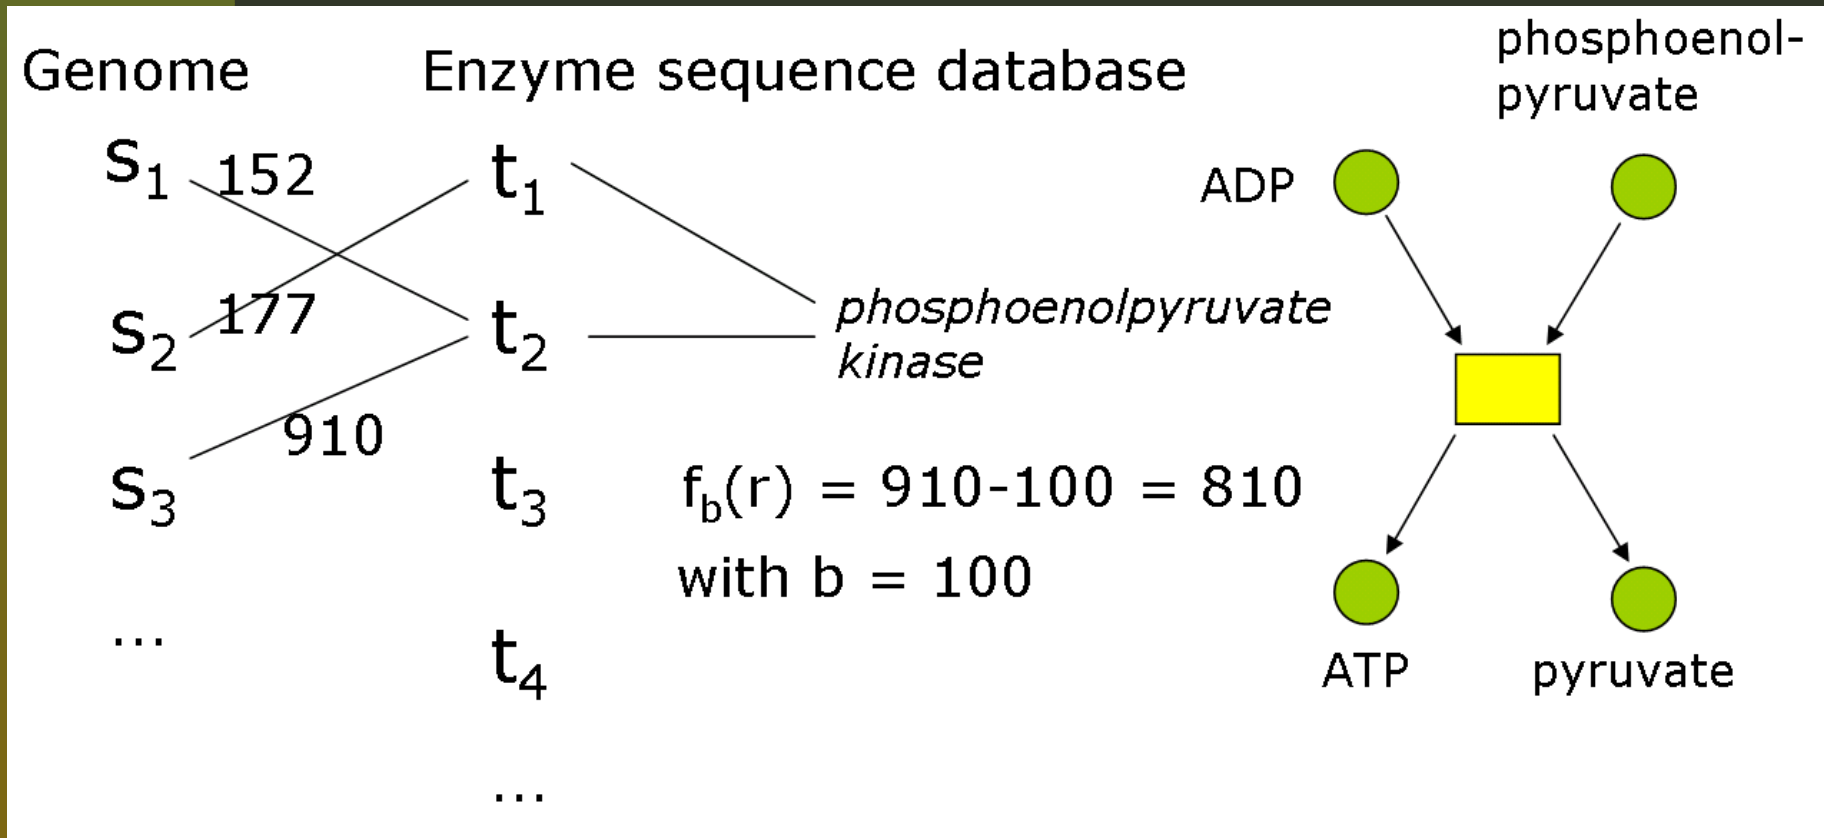 Genome
Enzyme sequence database
phosphoenol-
pyruvate
s1
152
t1
ADP
s2
177
t2
phosphoenolpyruvate
kinase
910
s3
t3
fb(r) = 910-100 = 810
with b = 100
...
t4
ATP
pyruvate
...